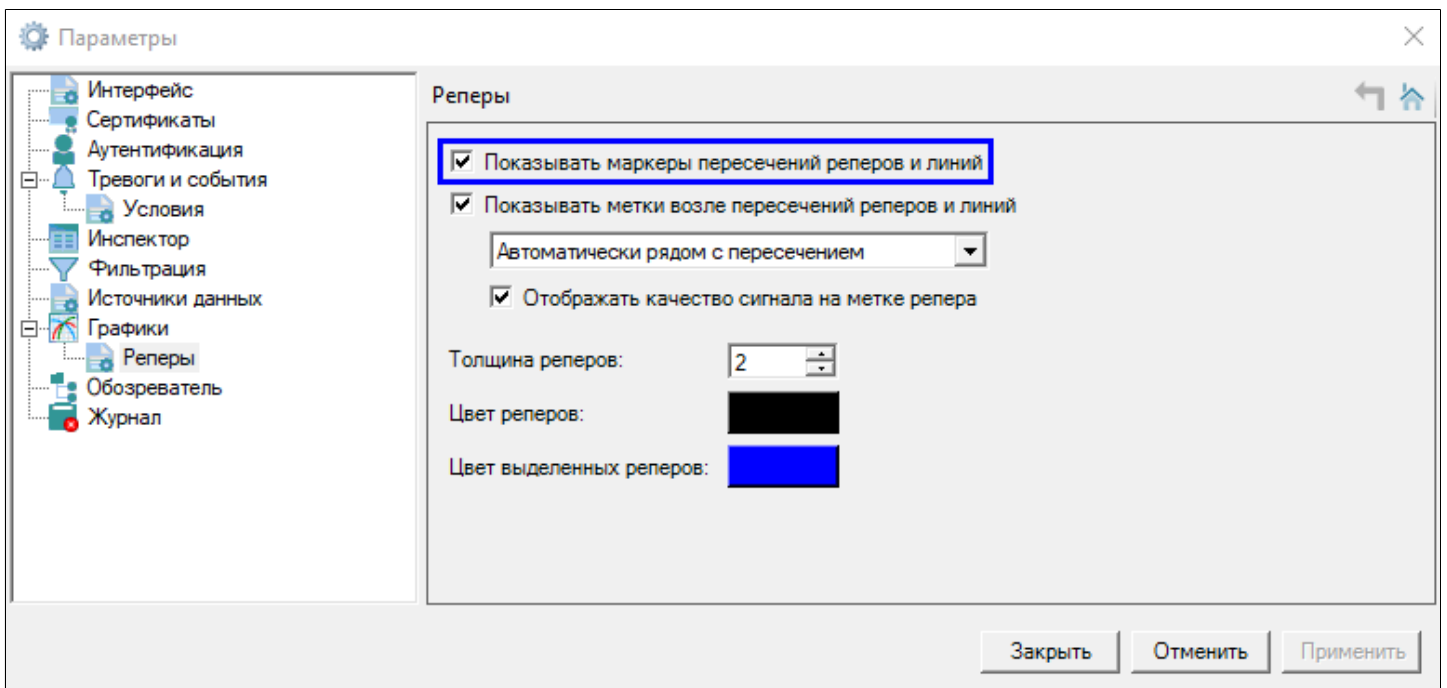 Параметры
Интерфейс
Сертификаты
Аутентификация
Тревоги и события
Условия
Инспектор
Фильтрация
Источники данных
Графики
Реперы
Обозреватель
Журнал
Реперы
Показывать маркеры пересечений реперов и линий
Показывать метки возле пересечений реперов и линий
Автоматически рядом с пересечением
Отображать качество сигнала на метке репера
Толщина реперов: 2
Цвет реперов:
Цвет выделенных реперов:
Закрыть Отменить Применить